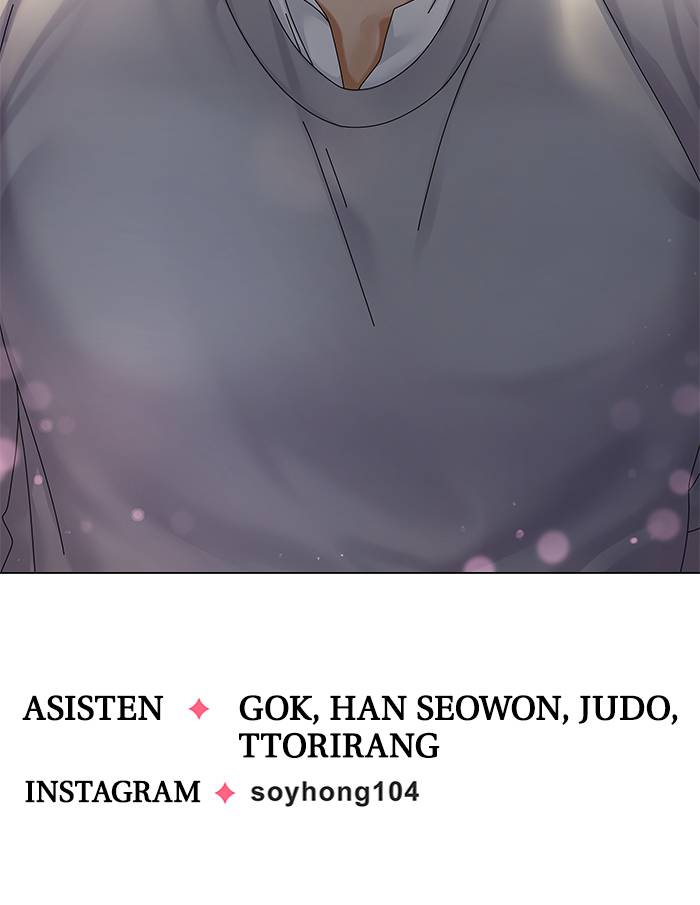 ASISTEN ✦ GOK, HAN SEOWON, JUDO,
TTORIRANG
INSTAGRAM ✦ soyhong104